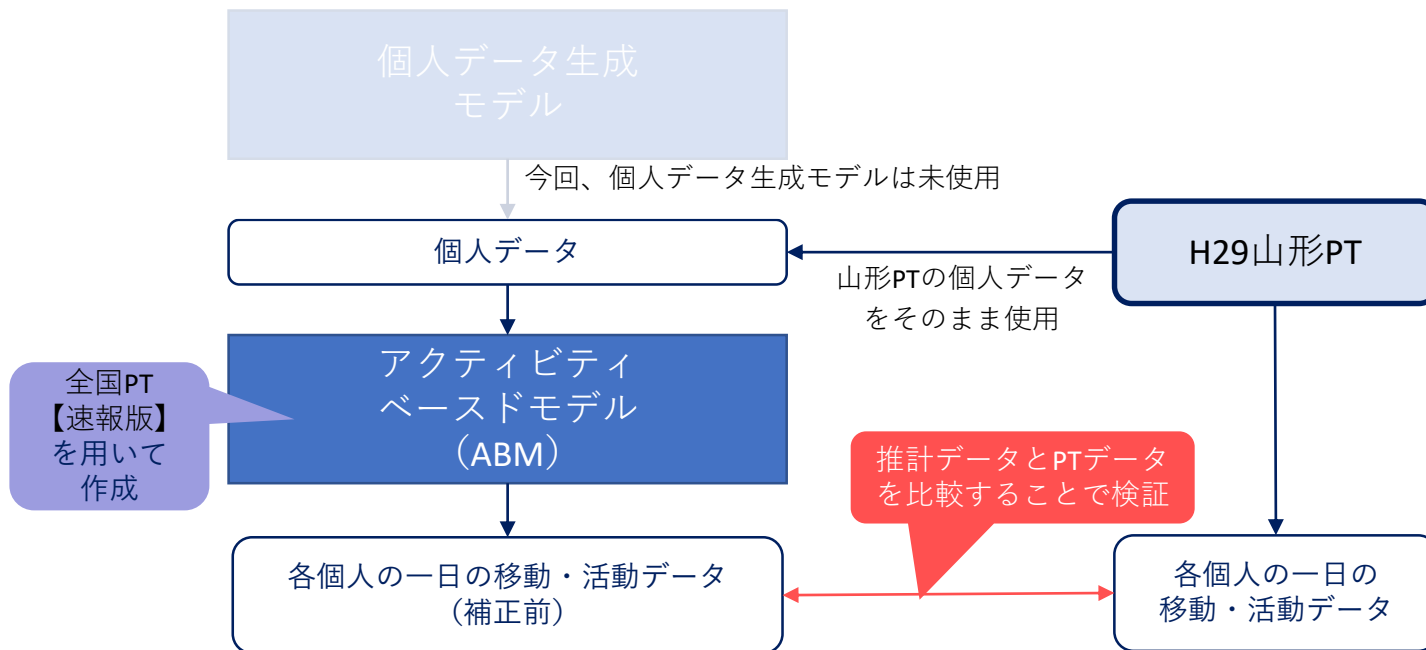 個人データ生成
モデル
今回、個人データ生成モデルは未使用
個人データ
H29山形PT
山形PTの個人データ
をそのまま使用
アクティビティ
ベースドモデル
（ABM）
全国PT
【速報版】
を用いて
作成
推計データとPTデータ
を比較することで検証
各個人の一日の移動・活動データ
（補正前）
各個人の一日の
移動・活動データ